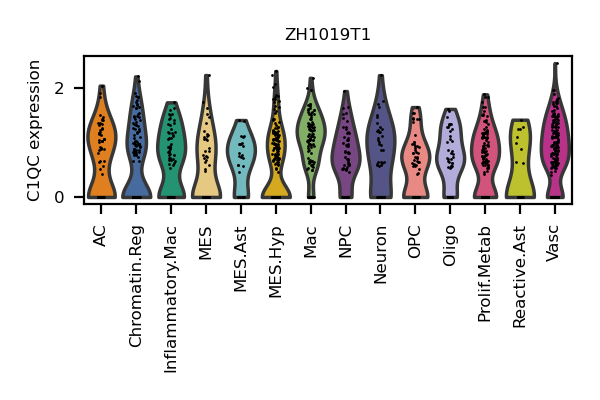 ZH1019T1
C1QC expression
2
0
AC
Chromatin.Reg
Inflammatory.Mac
MES
MES.Ast
MES.Hyp
Mac
NPC
Neuron
OPC
Oligo
Prolif.Metab
Reactive.Ast
Vasc